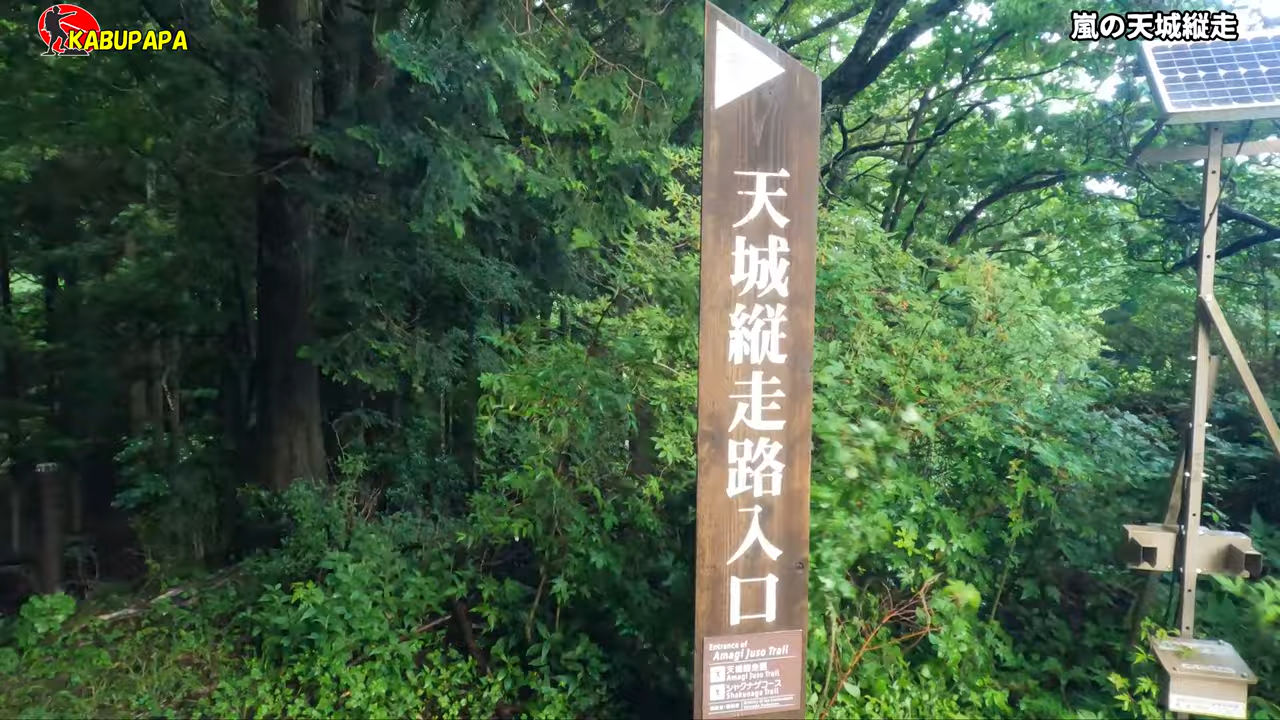 KABUPAPA
嵐の天城縦走
天城縦走路入口
Entrance of
Amagi Juso Trail
天城縦走路
Amagi Juso Trail
シャクナゲコース
Shakunage Trail